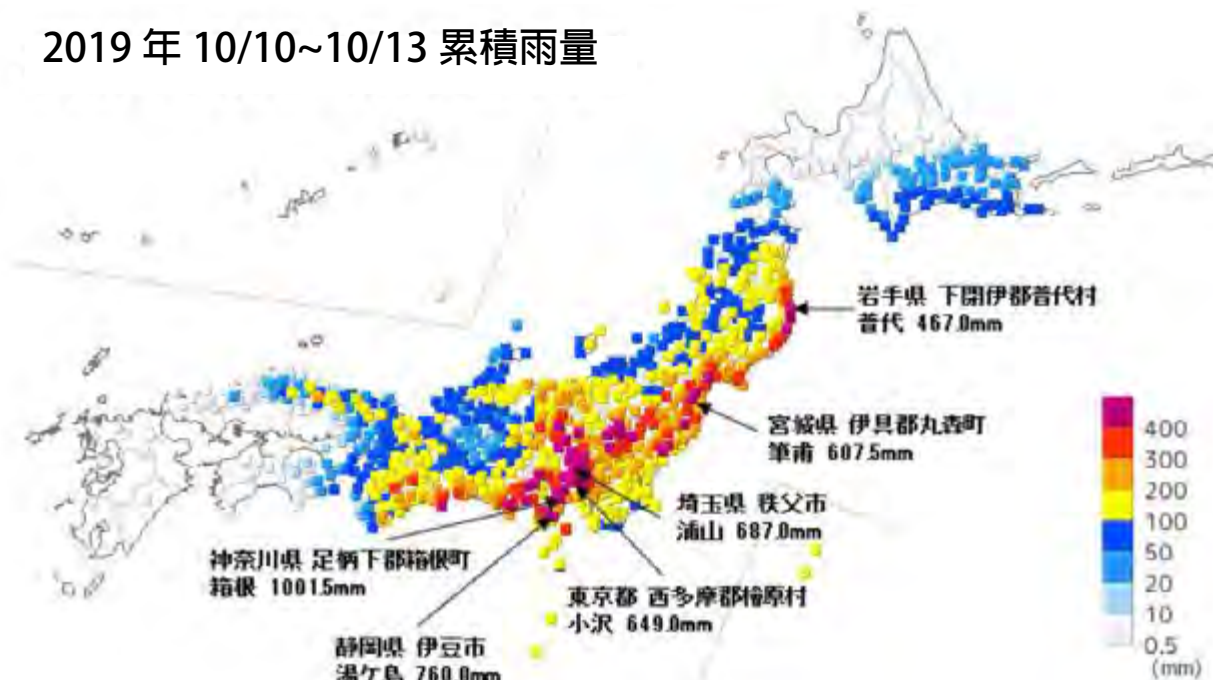 2019 年 10/10~10/13 累積雨量
岩手県 下閉伊郡普代村
普代 467.0mm
宮城県 伊具郡丸森町
筆甫 607.5mm
埼玉県 秩父市
浦山 687.0mm
神奈川県 足柄下郡箱根町
箱根 1001.5mm
東京都 西多摩郡檜原村
小沢 649.0mm
静岡県 伊豆市
湯ケ島 760.0mm
400
300
200
100
50
20
10
0.5
(mm)